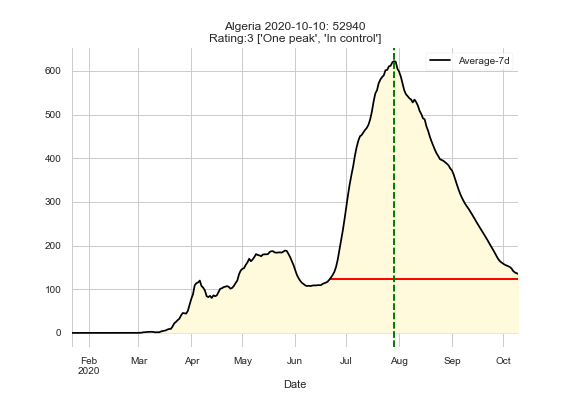 Algeria 2020-10-10: 52940
Rating:3 ['One peak', 'In control']
Average-7d
600
500
400
300
200
100
0
Feb
2020
Mar
Apr
May
Jun
Jul
Aug
Sep
Oct
Date